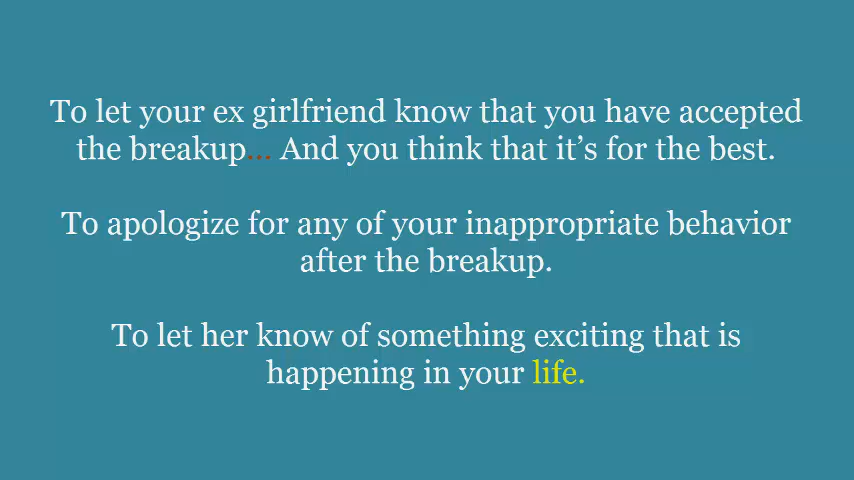 To let your ex girlfriend know that you have accepted
the breakup... And you think that it’s for the best.
To apologize for any of your inappropriate behavior
after the breakup.
To let her know of something exciting that is
happening in your life.